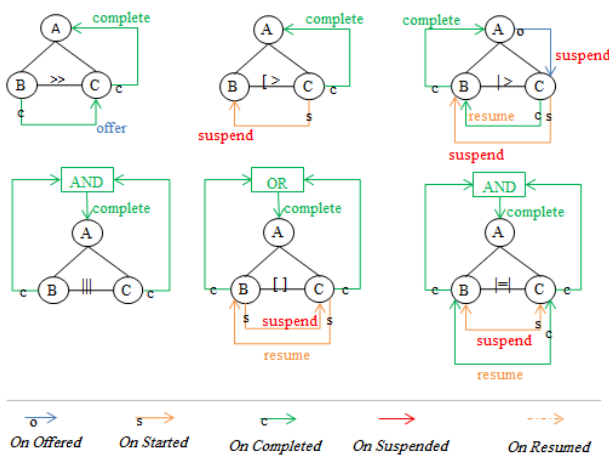 complete
A
B >> C
c c
offer
complete
A
B [ > C
s c
suspend
complete
A o
suspend
B | > C
c c s
resume
suspend
AND
complete
A
c B ||| C c
OR
complete
A
c B [ ] C c
s s
suspend
resume
AND
complete
A
c B |=| C c
s
c
suspend
resume
o s c
On Offered On Started On Completed On Suspended On Resumed